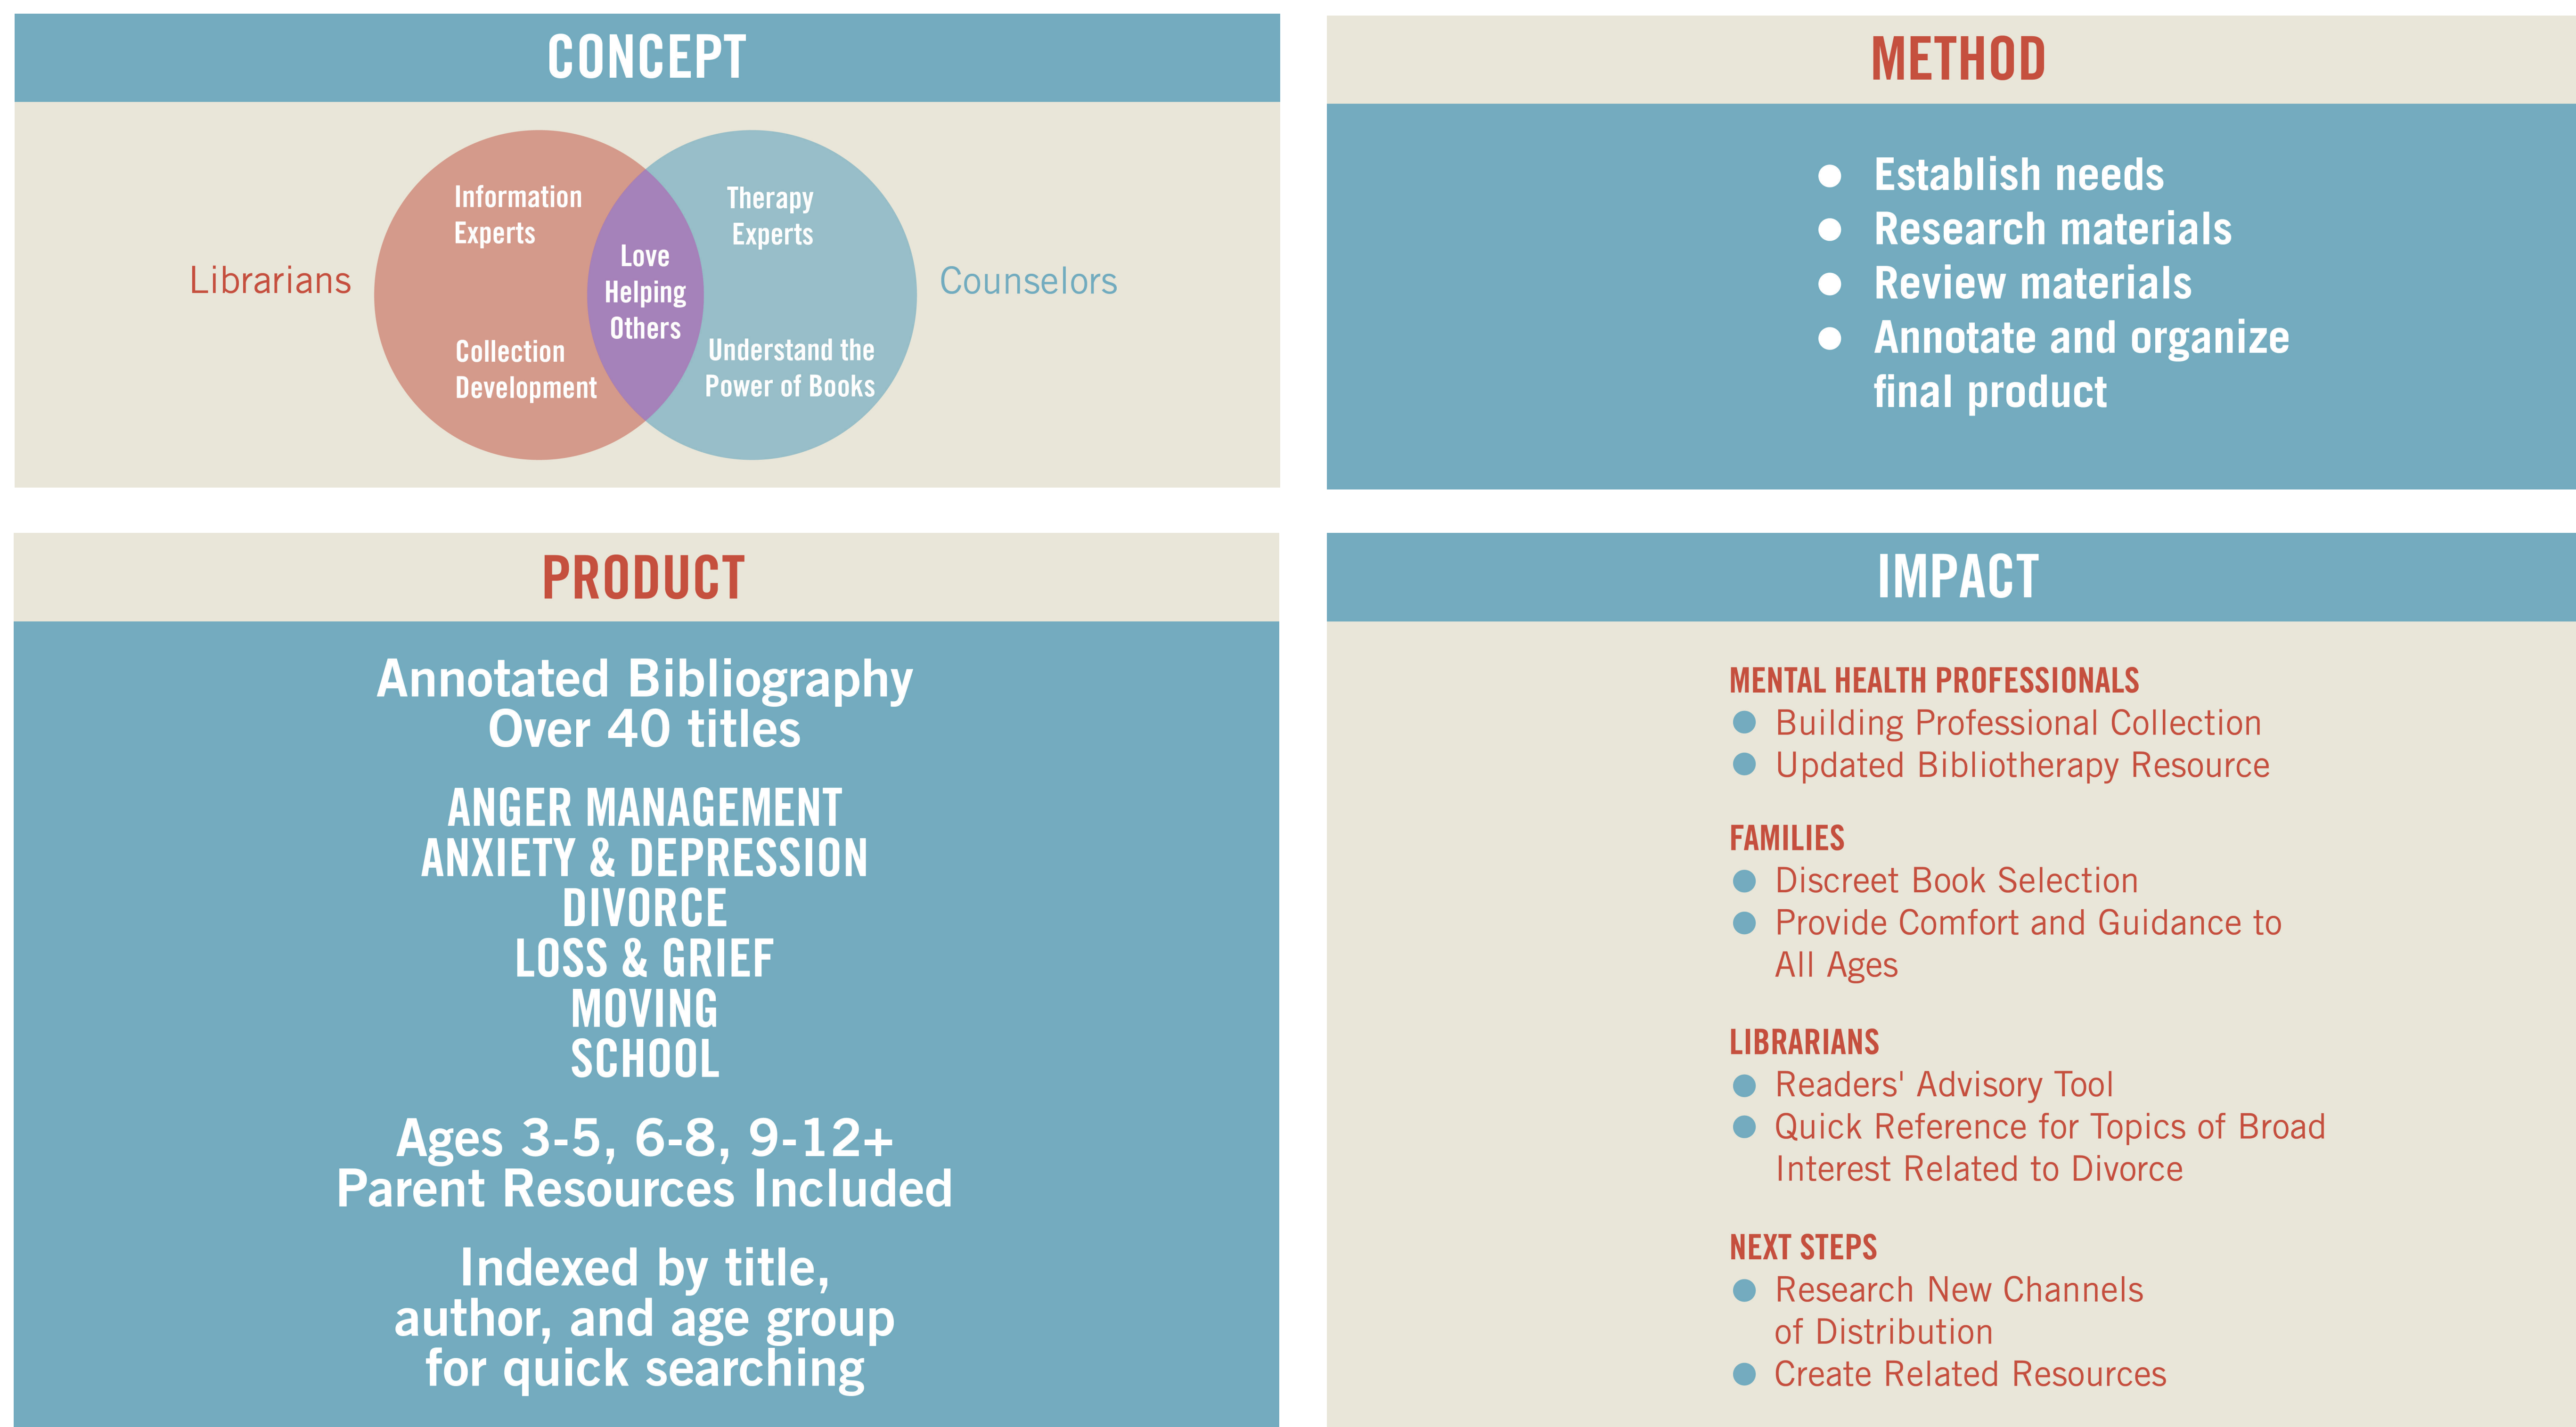 CONCEPT
Librarians
Information
Experts
Collection
Development
Love
Helping
Others
Therapy
Experts
Understand the
Power of Books
Counselors
METHOD
● Establish needs
● Research materials
● Review materials
● Annotate and organize
final product
PRODUCT
Annotated Bibliography
Over 40 titles
ANGER MANAGEMENT
ANXIETY & DEPRESSION
DIVORCE
LOSS & GRIEF
MOVING
SCHOOL
Ages 3-5, 6-8, 9-12+
Parent Resources Included
Indexed by title,
author, and age group
for quick searching
IMPACT
MENTAL HEALTH PROFESSIONALS
● Building Professional Collection
● Updated Bibliotherapy Resource
FAMILIES
● Discreet Book Selection
● Provide Comfort and Guidance to
All Ages
LIBRARIANS
● Readers' Advisory Tool
● Quick Reference for Topics of Broad
Interest Related to Divorce
NEXT STEPS
● Research New Channels
of Distribution
● Create Related Resources